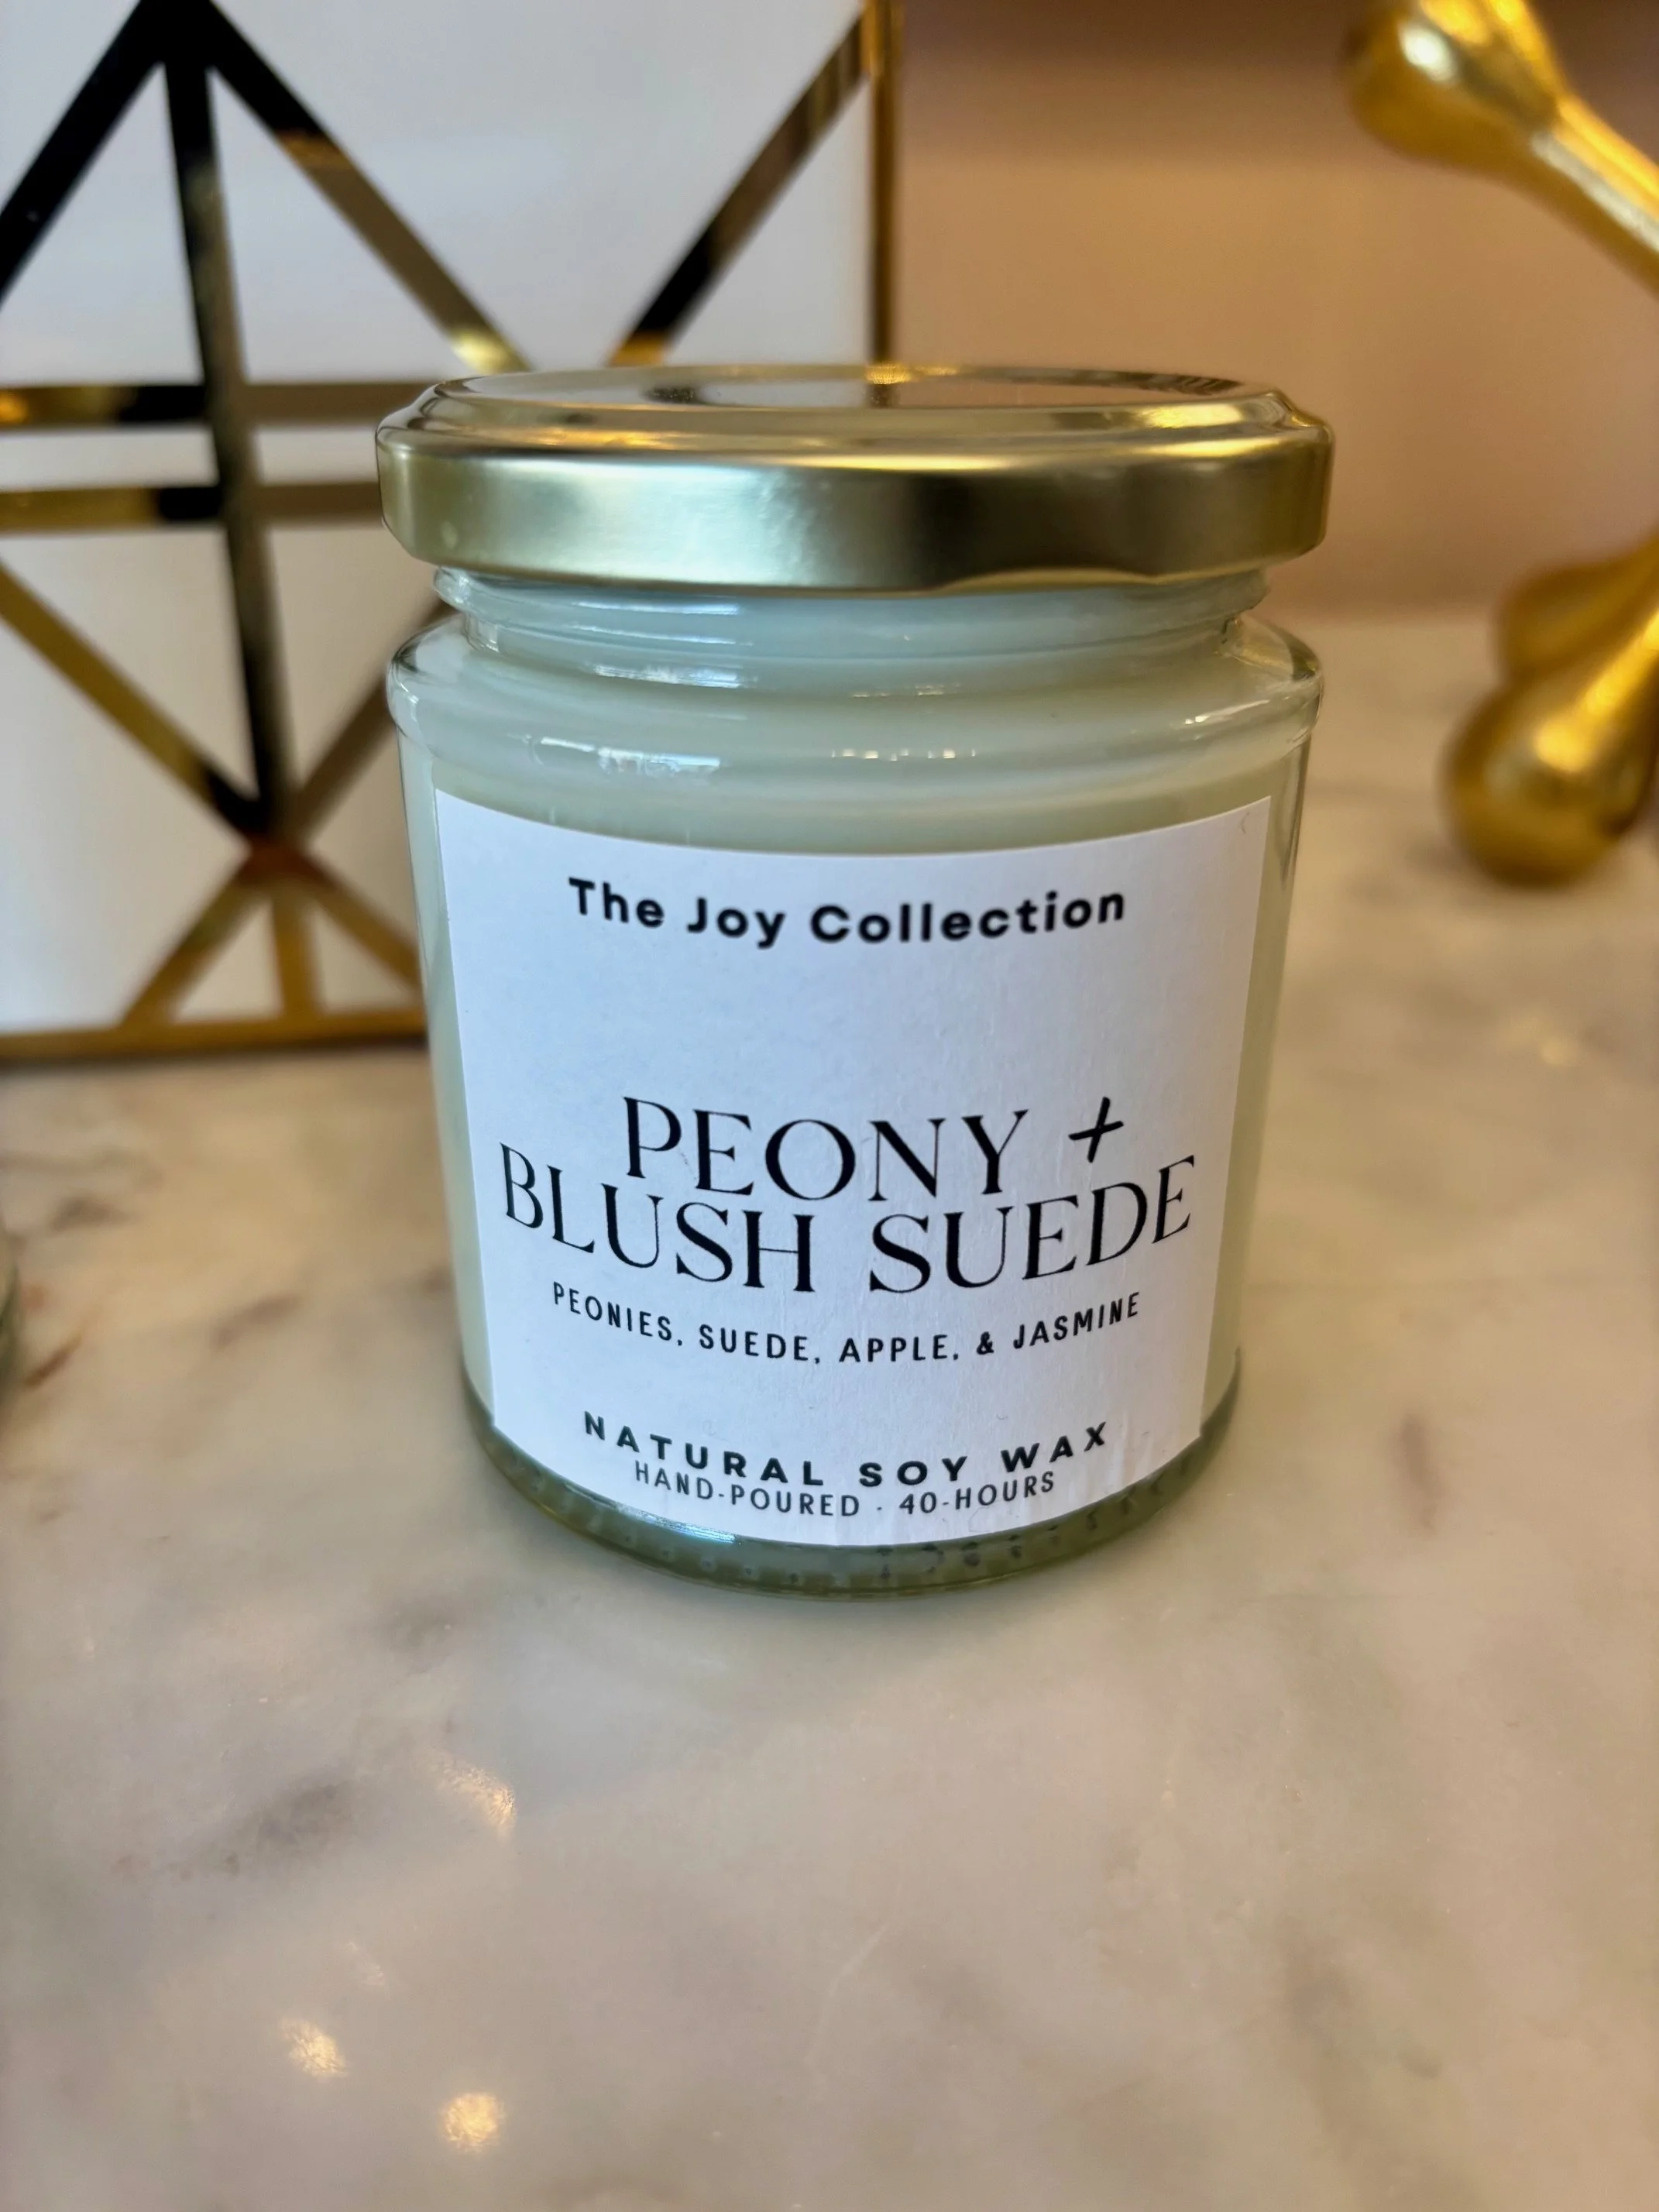 The Joy Collection
PEONY +
BLUSH SUEDE
PEONIES, SUEDE, APPLE, & JASMINE
NATURAL SOY WAX
HAND-POURED · 40-HOURS